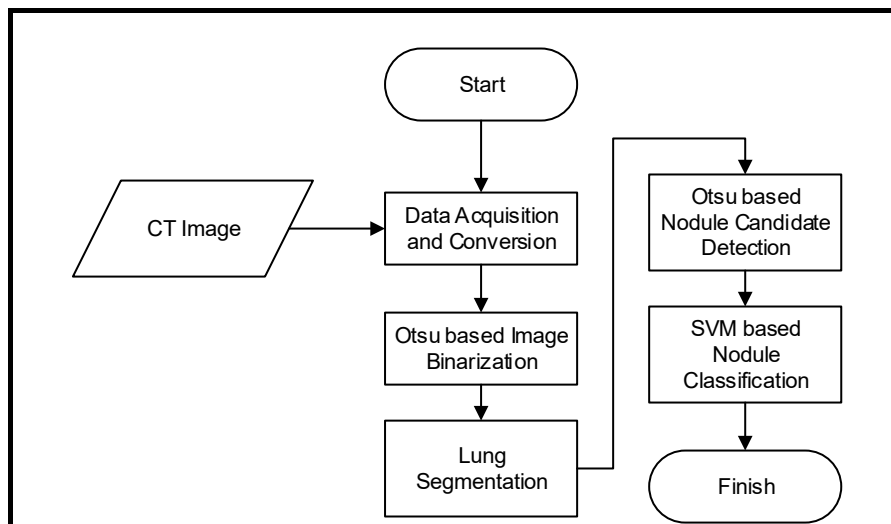 Start
CT Image
Data Acquisition
and Conversion
Otsu based Image
Binarization
Lung
Segmentation
Otsu based
Nodule Candidate
Detection
SVM based
Nodule
Classification
Finish